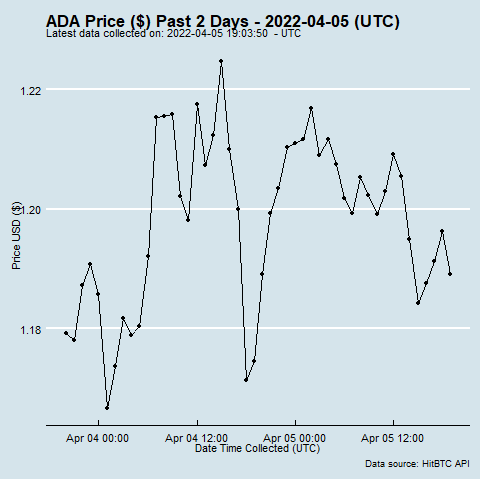 ADA Price ($) Past 2 Days - 2022-04-05 (UTC)
Latest data collected on: 2022-04-05 19:03:50 - UTC
1.22
1.20
1.18
Price USD ($)
Apr 04 00:00 Apr 04 12:00 Apr 05 00:00 Apr 05 12:00
Date Time Collected (UTC)
Data source: HitBTC API